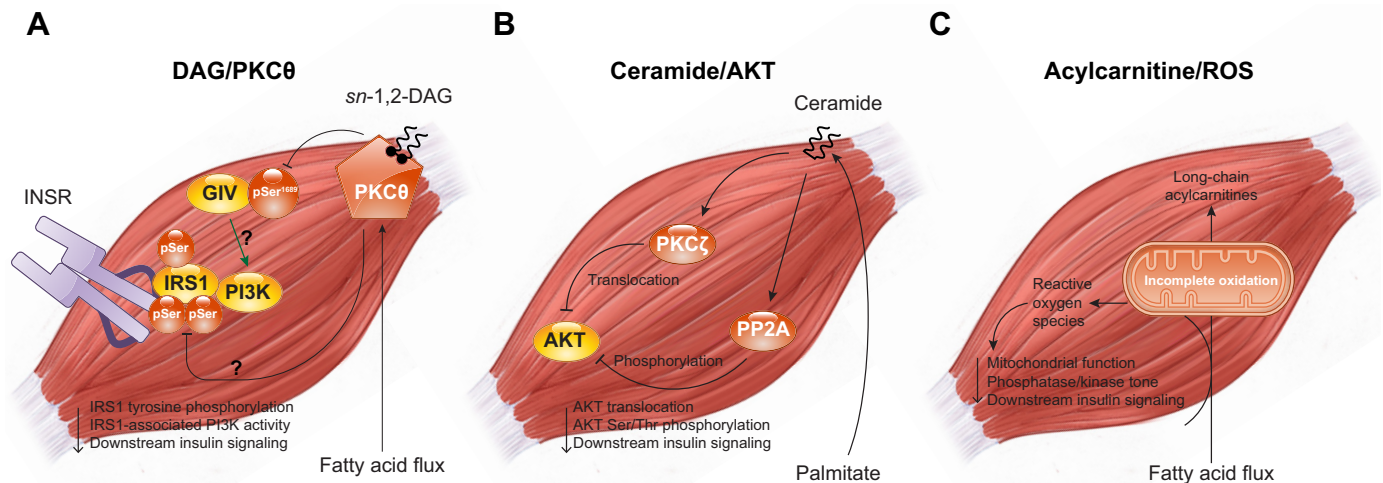 A
DAG/PKCθ
sn-1,2-DAG
GIV
pSer1689
PKCθ
INSR
?
pSer
IRS1
PI3K
pSer
pSer
?
IRS1 tyrosine phosphorylation
IRS1-associated PI3K activity
Downstream insulin signaling
Fatty acid flux
B
Ceramide/AKT
Ceramide
PKCζ
Translocation
AKT
PP2A
Phosphorylation
AKT translocation
AKT Ser/Thr phosphorylation
Downstream insulin signaling
Palmitate
C
Acylcarnitine/ROS
Long-chain
acylcarnitines
Incomplete oxidation
Reactive
oxygen
species
Mitochondrial function
Phosphatase/kinase tone
Downstream insulin signaling
Fatty acid flux